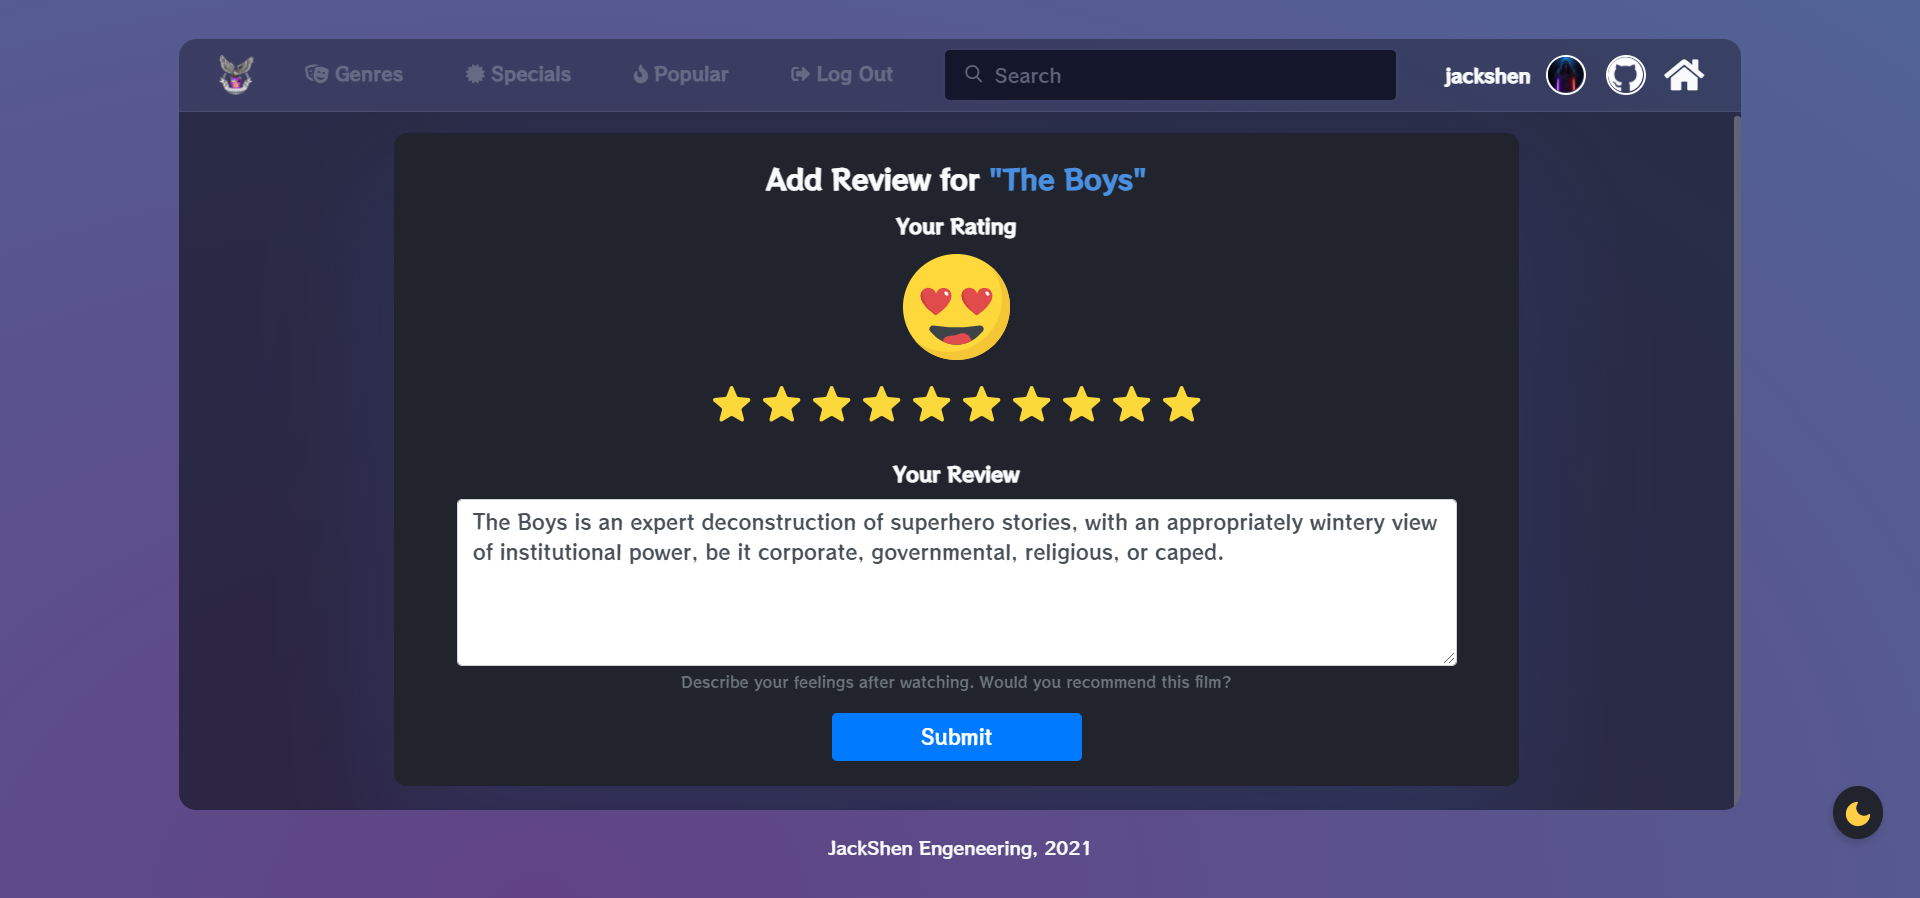 Genres Specials Popular Log Out Search jackshen
Add Review for "The Boys"
Your Rating
Your Review
The Boys is an expert deconstruction of superhero stories, with an appropriately wintery view
of institutional power, be it corporate, governmental, religious, or caped.
Describe your feelings after watching. Would you recommend this film?
Submit
JackShen Engeneering, 2021